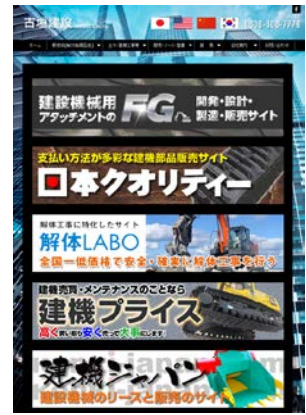 古垣建設
建設機械用
アタッチメントの
FG
開発・設計・
製造・販売サイト
支払い方法が多彩な建機部品販売サイト
日本クオリティー
解体工事に特化したサイト
解体LABO
全国一低価格で安全・確実に解体工事を行う
建機売買・メンテナンスのことなら
建機プライス
高く買い取り安く売って大事にします!
建機ジャパン
建設機械のリースと販売のサイト